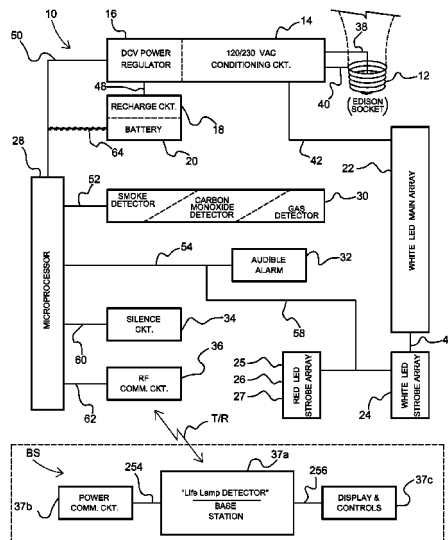 50
10
16
14
38
DCV POWER REGULATOR
120/230 VAC CONDITIONING CKT.
12
40
(EDISON SOCKET)
48
RECHARGE CKT.
BATTERY
18
64
20
42
28
22
52
SMOKE DETECTOR
CARBON MONOXIDE DETECTOR
GAS DETECTOR
30
WHITE LED MAIN ARRAY
MICROPROCESSOR
54
AUDIBLE ALARM
32
58
SILENCE CKT.
34
60
4
RF COMM. CKT.
36
62
25
26
27
RED LED STROBE ARRAY
24
WHITE LED STROBE ARRAY
T/R
BS
37a
254
256
37b
POWER COMM. CKT.
"Life Lamp DETECTOR"
BASE STATION
DISPLAY & CONTROLS
37c